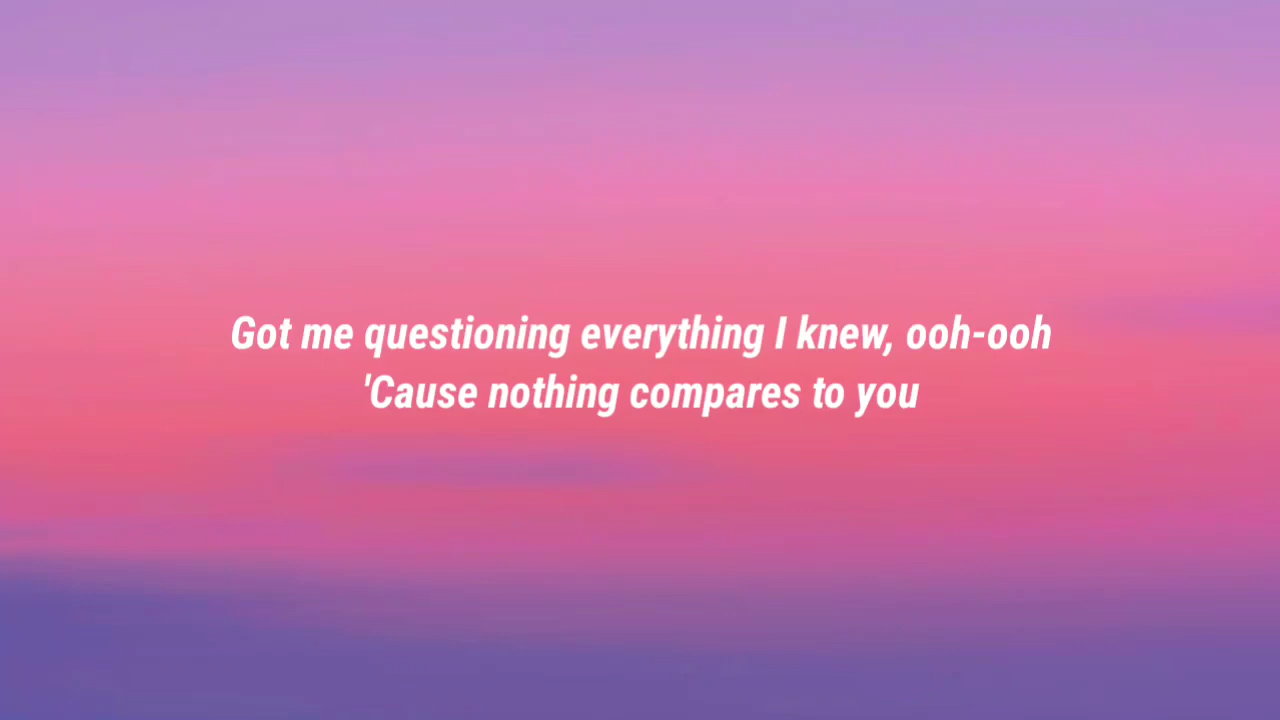 Got me questioning everything I knew, ooh-ooh
'Cause nothing compares to you